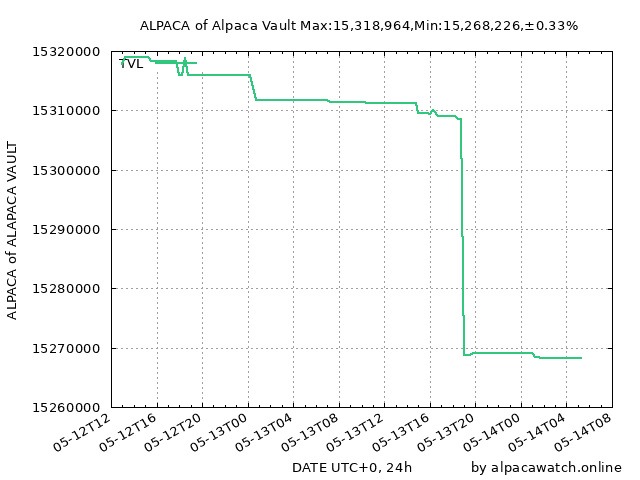 ALPACA of Alpaca Vault Max:15,318,964,Min:15,268,226,±0.33%
15320000
TVL
15310000
15300000
15290000
15280000
15270000
15260000
ALPACA of ALAPACA VAULT
05-12T12
05-12T16
05-12T20
05-13T00
05-13T04
05-13T08
05-13T12
05-13T16
05-13T20
05-14T00
05-14T04
05-14T08
DATE UTC+0, 24h
by alpacawatch.online